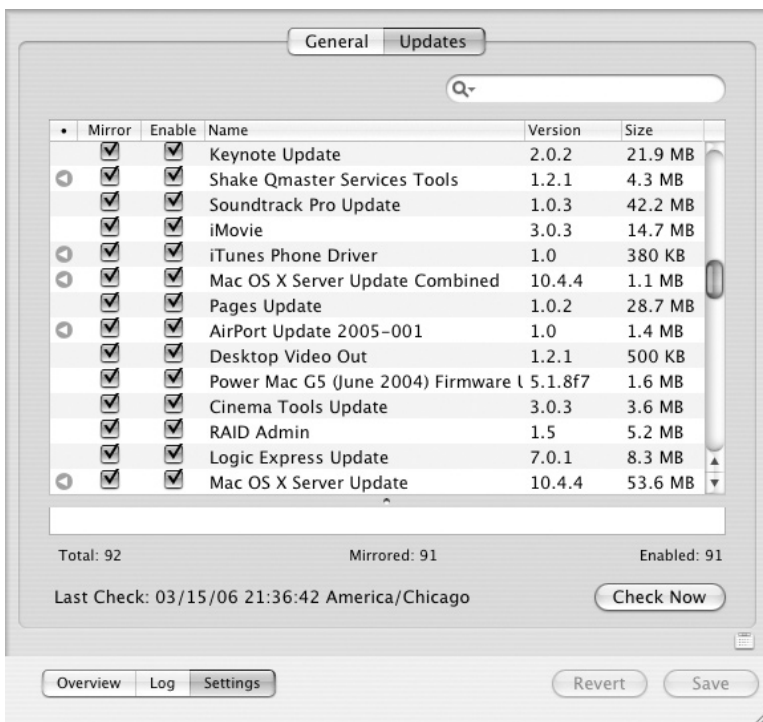 General Updates
• Mirror Enable Name Version Size
Keynote Update 2.0.2 21.9 MB
Shake Qmaster Services Tools 1.2.1 4.3 MB
Soundtrack Pro Update 1.0.3 42.2 MB
iMovie 3.0.3 14.7 MB
iTunes Phone Driver 1.0 380 KB
Mac OS X Server Update Combined 10.4.4 1.1 MB
Pages Update 1.0.2 28.7 MB
AirPort Update 2005-001 1.0 1.4 MB
Desktop Video Out 1.2.1 500 KB
Power Mac G5 (June 2004) Firmware 5.1.8f7 1.6 MB
Cinema Tools Update 3.0.3 3.6 MB
RAID Admin 1.5 5.2 MB
Logic Express Update 7.0.1 8.3 MB
Mac OS X Server Update 10.4.4 53.6 MB
Total: 92 Mirrored: 91 Enabled: 91
Last Check: 03/15/06 21:36:42 America/Chicago Check Now
Overview Log Settings Revert Save